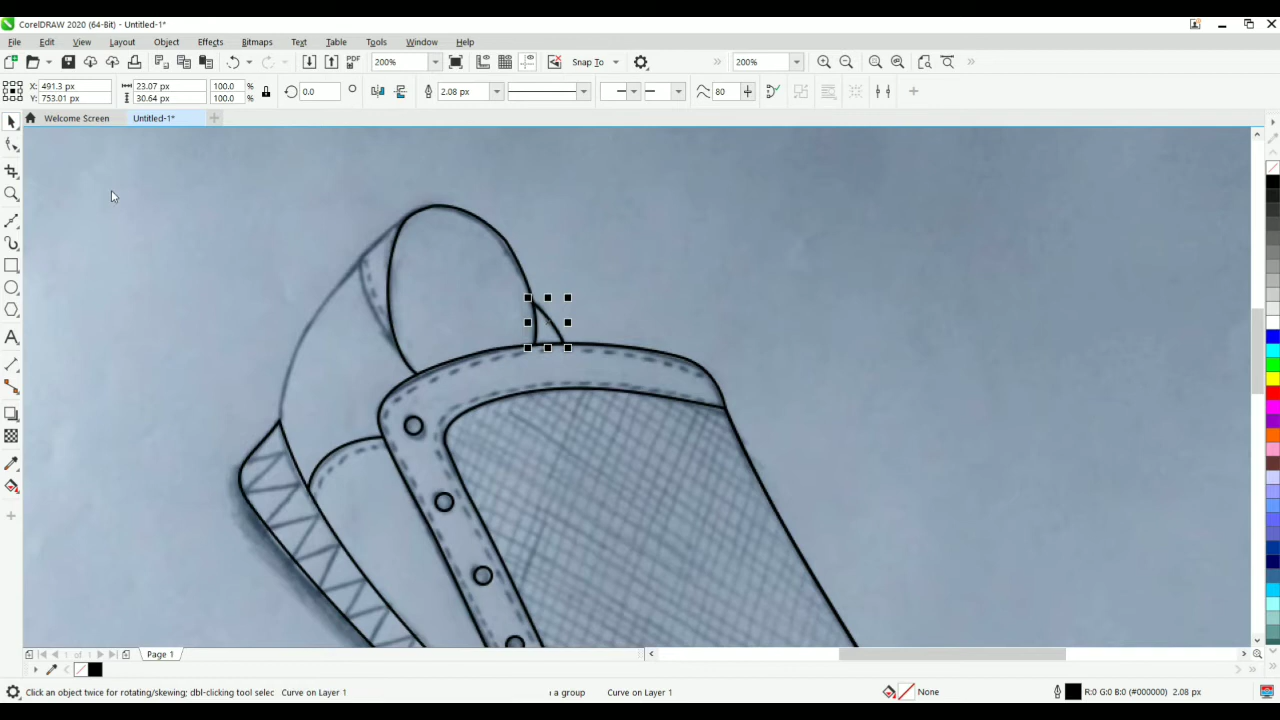 CorelDRAW 2020 (64-Bit) - Untitled-1*
File Edit View Layout Object Effects Bitmaps Text Table Tools Window Help
200% PDF Snap To 200%
X: 491.3 px 23.07 px 100.0 % 0.0 2.08 px 80
Y: 753.01 px 30.64 px 100.0 %
Welcome Screen Untitled-1*
1 of 1 Page 1
Click an object twice for rotating/skewing; dbl-clicking tool selec Curve on Layer 1 a group Curve on Layer 1 None R:0 G:0 B:0 (#000000) 2.08 px